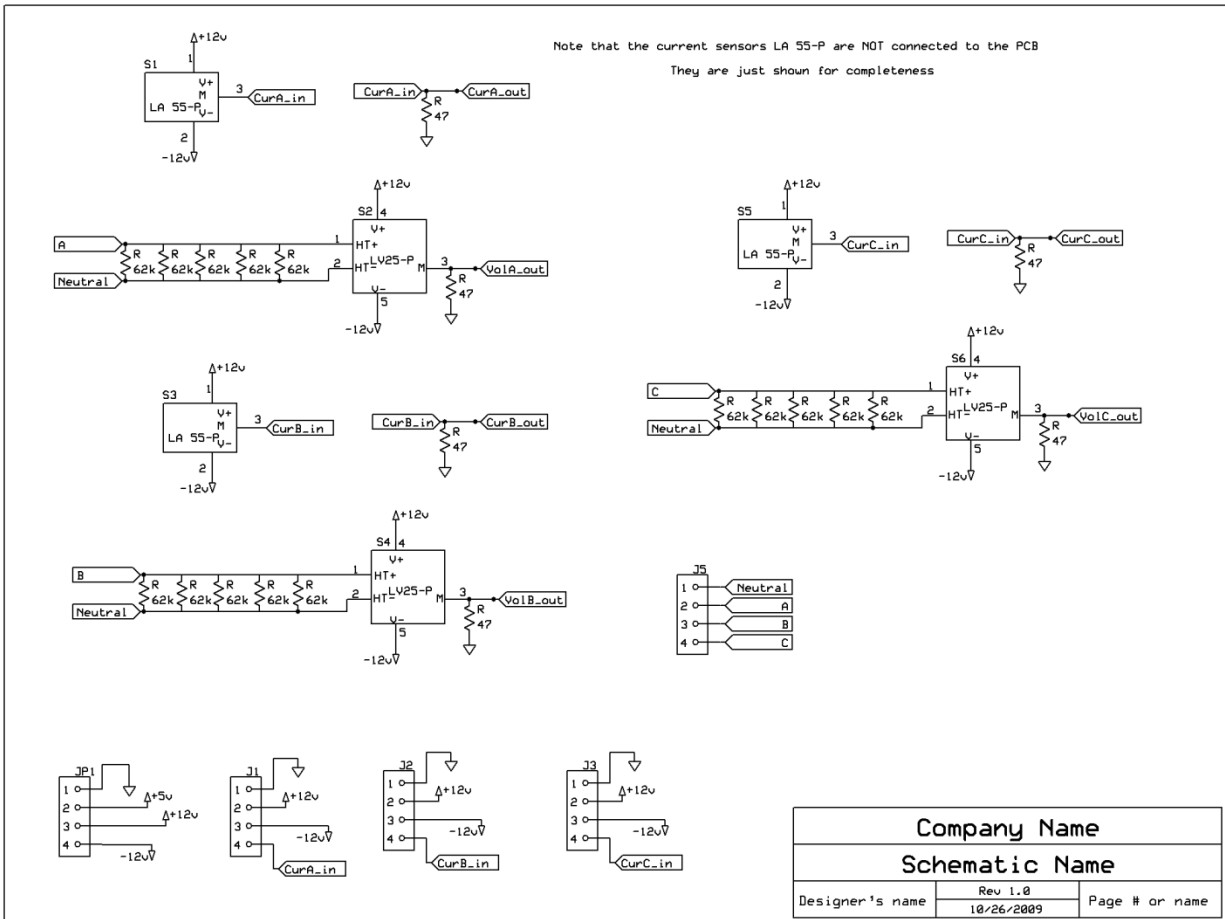 Note that the current sensors LA 55-P are NOT connected to the PCB
They are just shown for completeness
+12v
1
S1
V+
M
LA 55-P
V-
3
CurA_in
2
-12v
CurA_in
CurA_out
R
47
+12v
S2
4
V+
A
1
HT+
R
62k
R
62k
R
62k
R
62k
R
62k
2
HT-
LV25-P
M
3
VolA_out
Neutral
V-
5
R
47
-12v
+12v
1
S5
V+
M
LA 55-P
V-
3
CurC_in
2
-12v
CurC_in
CurC_out
R
47
+12v
1
S3
V+
M
LA 55-P
V-
3
CurB_in
2
-12v
CurB_in
CurB_out
R
47
+12v
S6
4
V+
C
1
HT+
R
62k
R
62k
R
62k
R
62k
R
62k
2
HT-
LV25-P
M
3
VolC_out
Neutral
V-
5
R
47
-12v
+12v
S4
4
V+
B
1
HT+
R
62k
R
62k
R
62k
R
62k
R
62k
2
HT-
LV25-P
M
3
VolB_out
Neutral
V-
5
R
47
-12v
J5
1
Neutral
2
A
3
B
4
C
JP1
1
2
+5v
3
+12v
4
-12v
J1
1
2
+12v
3
-12v
4
CurA_in
J2
1
2
+12v
3
-12v
4
CurB_in
J3
1
2
+12v
3
-12v
4
CurC_in
Company Name
Schematic Name
Designer's name
Rev 1.0
10/26/2009
Page # or name